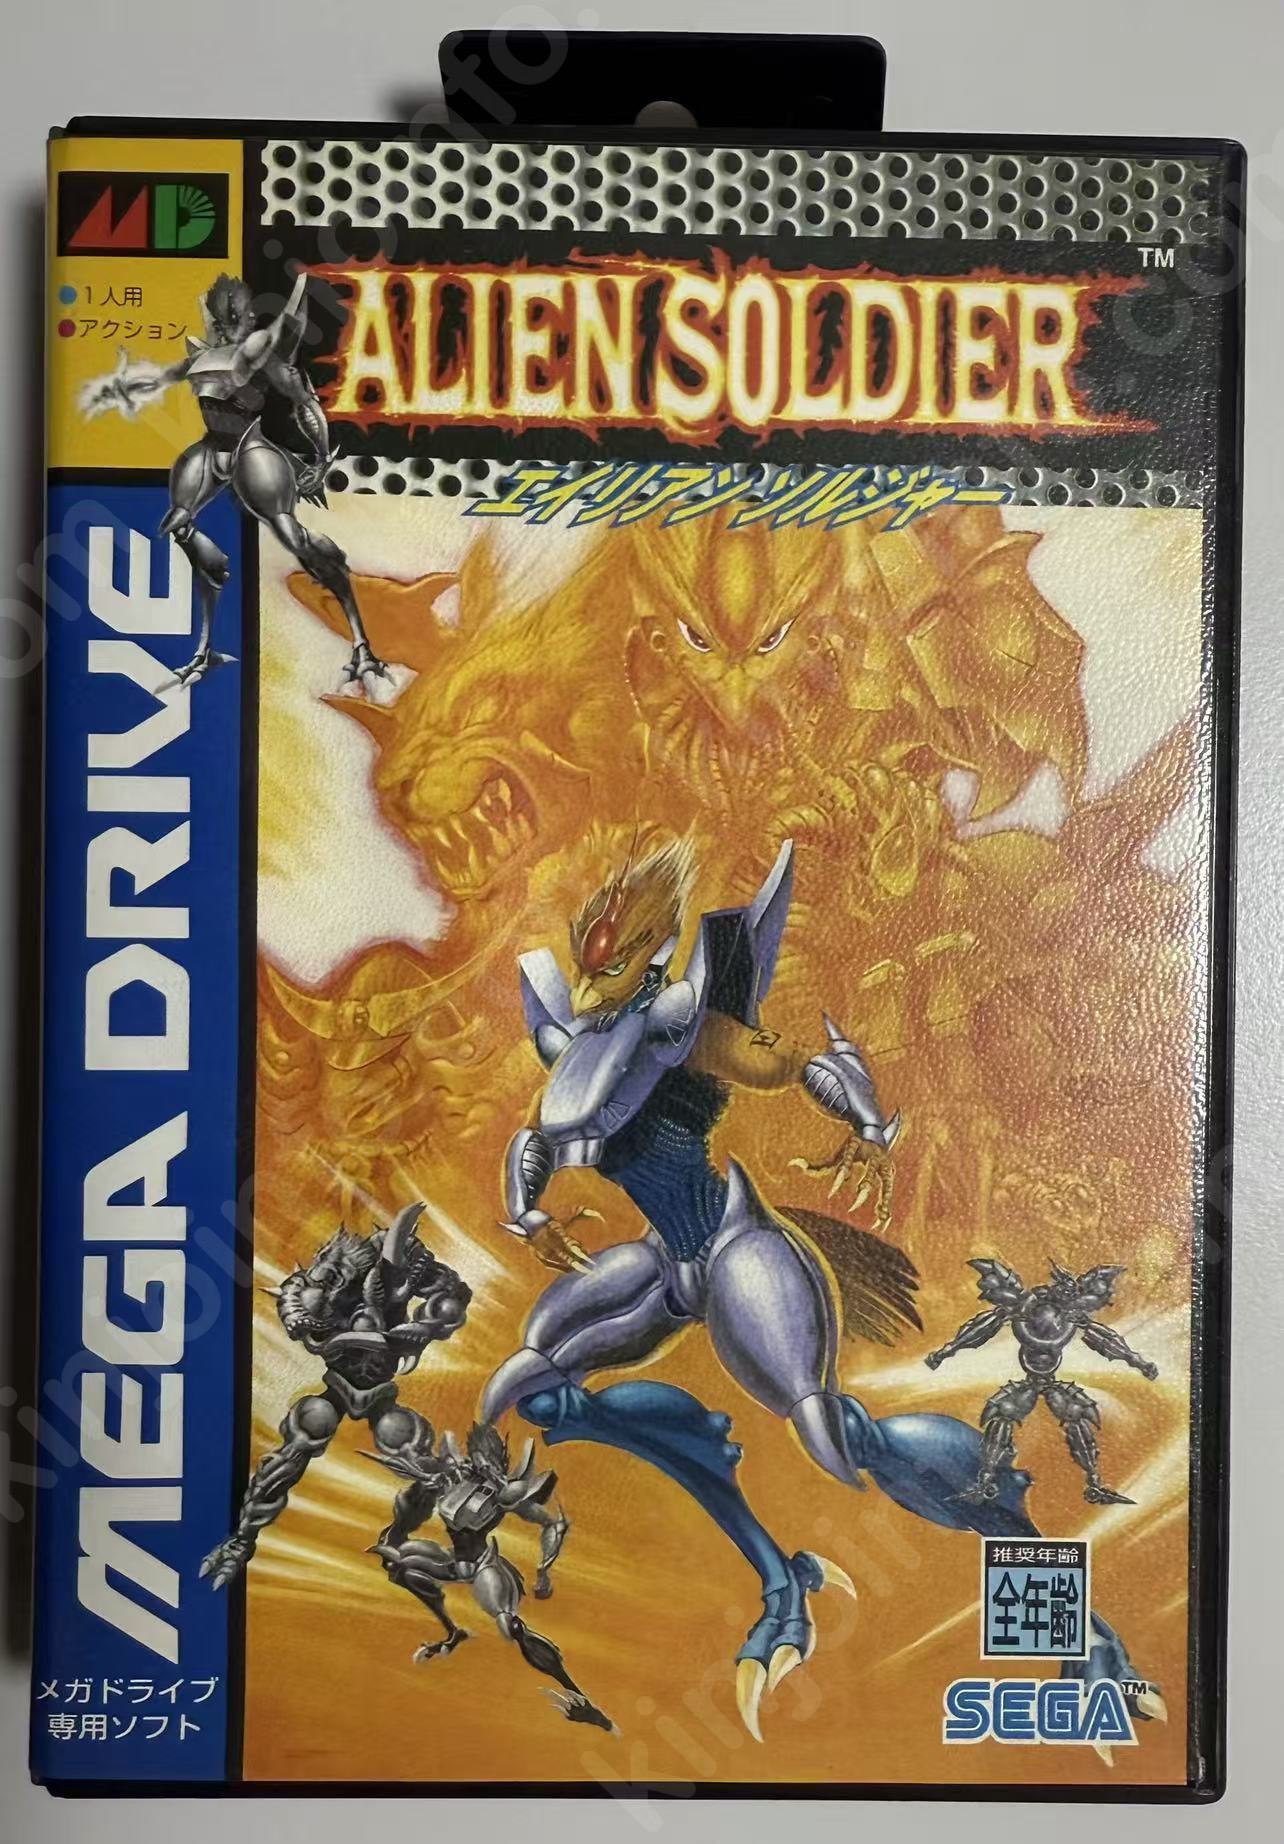 MD
● 1人用
● アクション
ALIEN SOLDIER TM
エイリアンソルジャー
MEGA DRIVE
メガドライブ
専用ソフト
推奨年齢
全年齢
SEGA TM